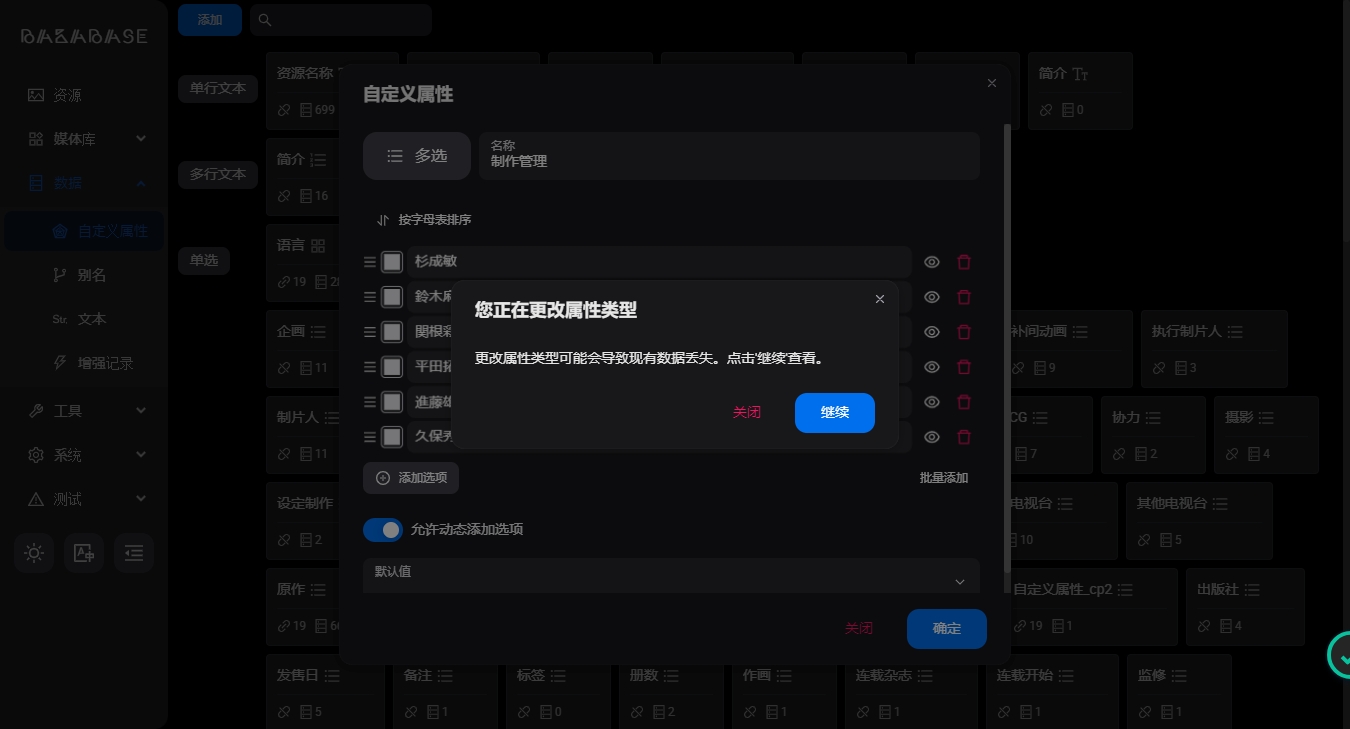 BAZABASE
添加
资源
媒体库
数据
自定义属性
别名
Str. 文本
增强记录
工具
系统
测试
单行文本
资源名称
699
简介
0
多行文本
简介
16
单选
语言
19
企画
11
补间动画
9
执行制片人
3
制片人
11
CG
7
协力
2
摄影
4
设定制作
2
电视台
10
其他电视台
5
原作
19
自定义属性_cp2
19 1
出版社
4
发售日
5
备注
1
标签
0
册数
2
作画
1
连载杂志
1
连载开始
1
监修
1
自定义属性
多选
名称
制作管理
按字母表排序
杉成敏
鈴木
関根
平田
進藤
久保
添加选项
批量添加
允许动态添加选项
默认值
关闭
确定
您正在更改属性类型
更改属性类型可能会导致现有数据丢失。点击'继续'查看。
关闭
继续